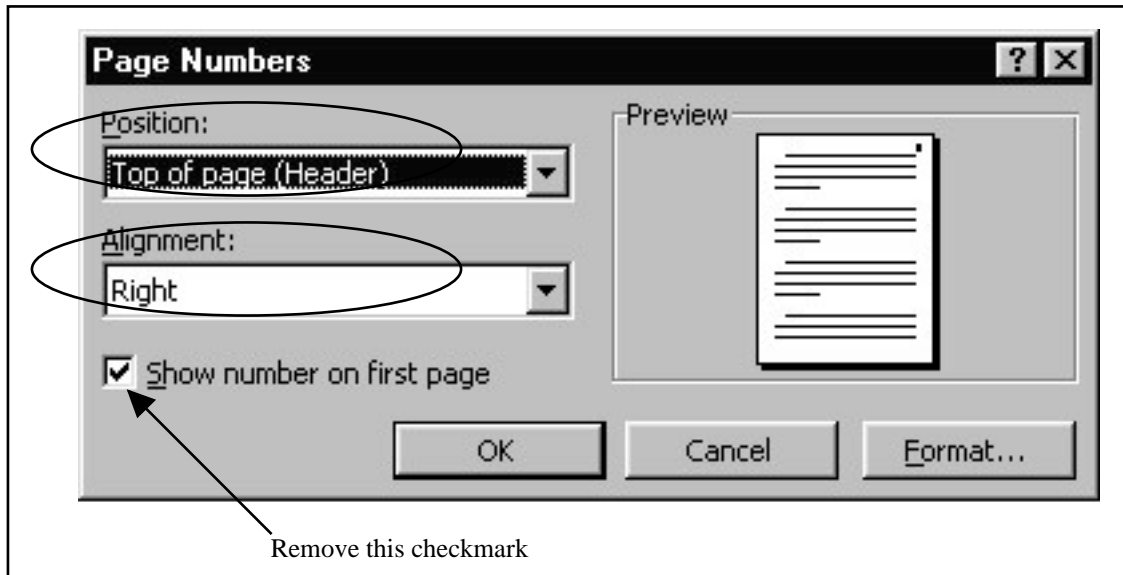 Page Numbers
Position:
Top of page (Header)
Alignment:
Right
Show number on first page
Preview
OK
Cancel
Format...
Remove this checkmark